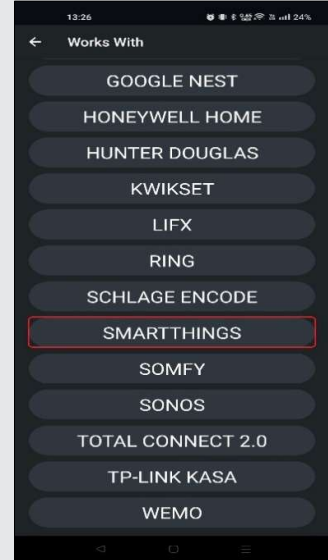 13:26
24%
Works With
GOOGLE NEST
HONEYWELL HOME
HUNTER DOUGLAS
KWIKSET
LIFX
RING
SCHLAGE ENCODE
SMARTTHINGS
SOMFY
SONOS
TOTAL CONNECT 2.0
TP-LINK KASA
WEMO